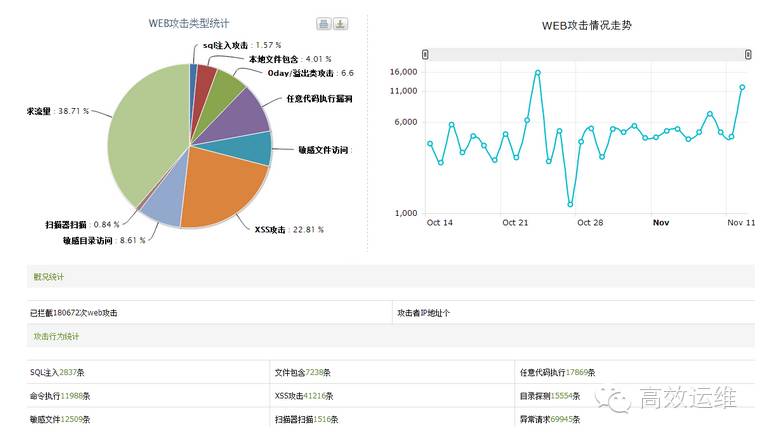 WEB攻击类型统计
sql注入攻击 : 1.57 %
本地文件包含 : 4.01 %
0day/溢出类攻击 : 6.6
任意代码执行漏洞
敏感文件访问 :
XSS攻击 : 22.81 %
敏感目录访问 : 8.61 %
扫描器扫描 : 0.84 %
求流量 : 38.71 %
WEB攻击情况走势
16,000
11,000
6,000
1,000
Oct 14
Oct 21
Oct 28
Nov
Nov 11
概况统计
已拦截180672次web攻击
攻击者IP地址个
攻击行为统计
SQL注入2837条
文件包含7238条
任意代码执行17869条
命令执行11988条
XSS攻击41216条
目录探测15554条
敏感文件12509条
扫描器扫描1516条
异常请求69945条
高效运维